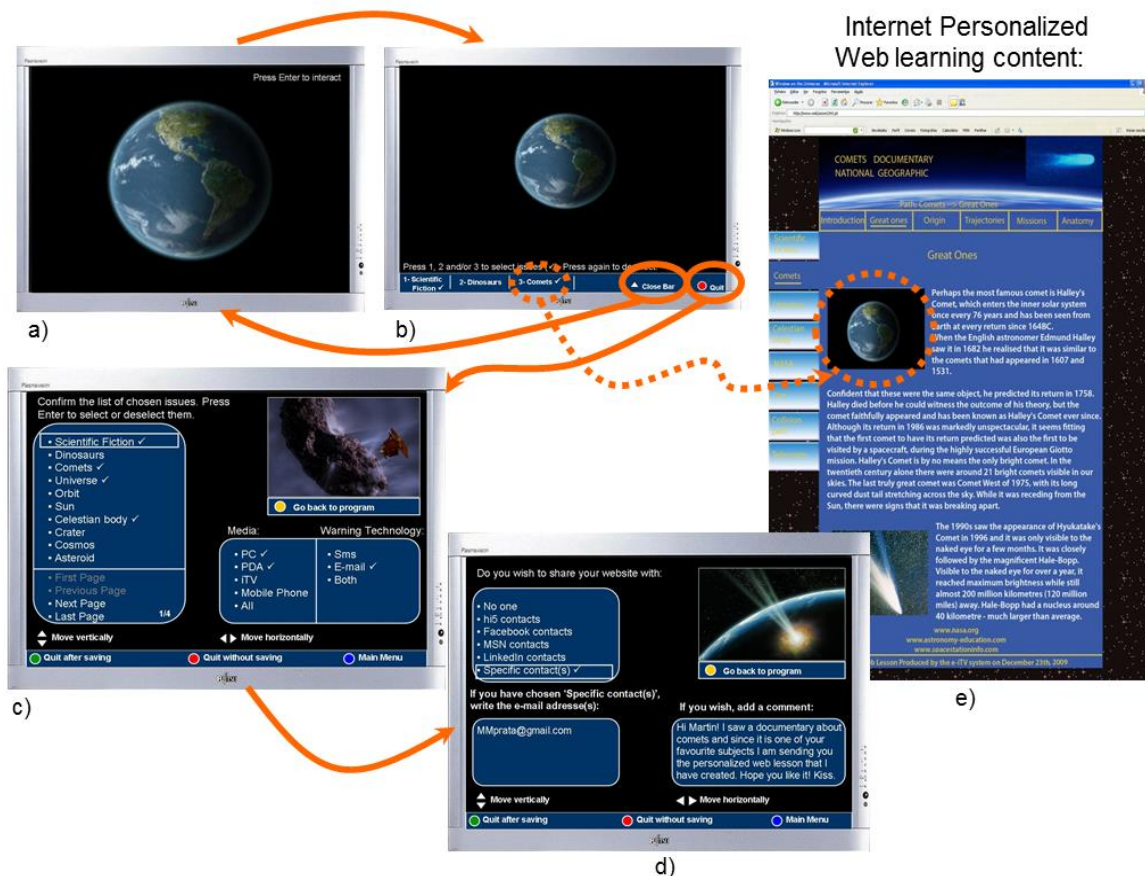 Internet Personalized
Web learning content:
Press Enter to interact
a)
Press 1, 2 and/or 3 to select issues (✓). Press again to deselect
1- Scientific
Fiction ✓
2- Dinosaurs
3- Comets ✓
▲ Close Bar
Quit
b)
Confirm the list of chosen issues. Press
Enter to select or deselect them.
• Scientific Fiction ✓
• Dinosaurs
• Comets ✓
• Universe ✓
• Orbit
• Sun
• Celestian body ✓
• Crater
• Cosmos
• Asteroid
• First Page
• Previous Page
• Next Page
• Last Page 1/4
Go back to program
Media:
• PC ✓
• PDA ✓
• iTV
• Mobile Phone
• All
Warning Technology:
• Sms
• E-mail ✓
• Both
Move vertically
Move horizontally
Quit after saving
Quit without saving
Main Menu
c)
Do you wish to share your website with:
• No one
• hi5 contacts
• Facebook contacts
• MSN contacts
• LinkedIn contacts
• Specific contact(s) ✓
Go back to program
If you have chosen 'Specific contact(s)',
write the e-mail adresse(s):
MMprata@gmail.com
If you wish, add a comment:
Hi Martin! I saw a documentary about
comets and since it is one of your
favourite subjects I am sending you
the personalized web lesson that I
have created. Hope you like it! Kiss.
Move vertically
Move horizontally
Quit after saving
Quit without saving
Main Menu
d)
COMETS DOCUMENTARY
NATIONAL GEOGRAPHIC
Path: Comets --> Great Ones
Introduction
Great ones
Origin
Trajectories
Missions
Anatomy
Scientific
Comets
Great Ones
Perhaps the most famous comet is Halley's
Comet, which enters the inner solar system
once every 76 years and has been seen from
Earth at every return since 164BC.
When the English astronomer Edmund Halley
saw it in 1682 he realised that it was similar to
the comets that had appeared in 1607 and
1531.
Confident that these were the same object, he predicted its return in 1758.
Halley died before he could witness the outcome of his theory, but the
comet faithfully appeared and has been known as Halley's Comet ever since.
Although its return in 1986 was markedly unspectacular, it seems fitting
that the first comet to have its return predicted was also the first to be
visited by a spacecraft, during the highly successful European Giotto
mission. Halley's Comet is by no means the only bright comet. In the
twentieth century alone there were around 21 bright comets visible in our
skies. The last truly great comet was Comet West of 1975, with its long
curved dust tail stretching across the sky. While it was receding from the
Sun, there were signs that it was breaking apart.
The 1990s saw the appearance of Hyukatake's
Comet in 1996 and it was only visible to the
naked eye for a few months. It was closely
followed by the magnificent Hale-Bopp.
Visible to the naked eye for over a year, it
reached maximum brightness while still
almost 200 million kilometres (120 million
miles) away. Hale-Bopp had a nucleus around
40 kilometre - much larger than average.
www.nasa.org
www.astronomy-education.com
www.spacestationinfo.com
Lesson Produced by the e-iTV system on December 23th, 2009
e)